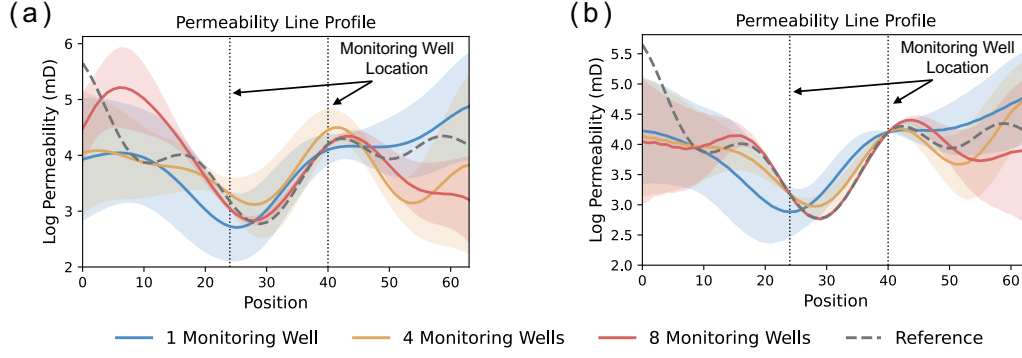 (a)
Permeability Line Profile
Log Permeability (mD)
6
5
4
3
2
Monitoring Well
Location
0 10 20 30 40 50 60
Position
(b)
Permeability Line Profile
Log Permeability (mD)
5.5
5.0
4.5
4.0
3.5
3.0
2.5
2.0
Monitoring Well
Location
0 10 20 30 40 50 60
Position
1 Monitoring Well 4 Monitoring Wells 8 Monitoring Wells Reference